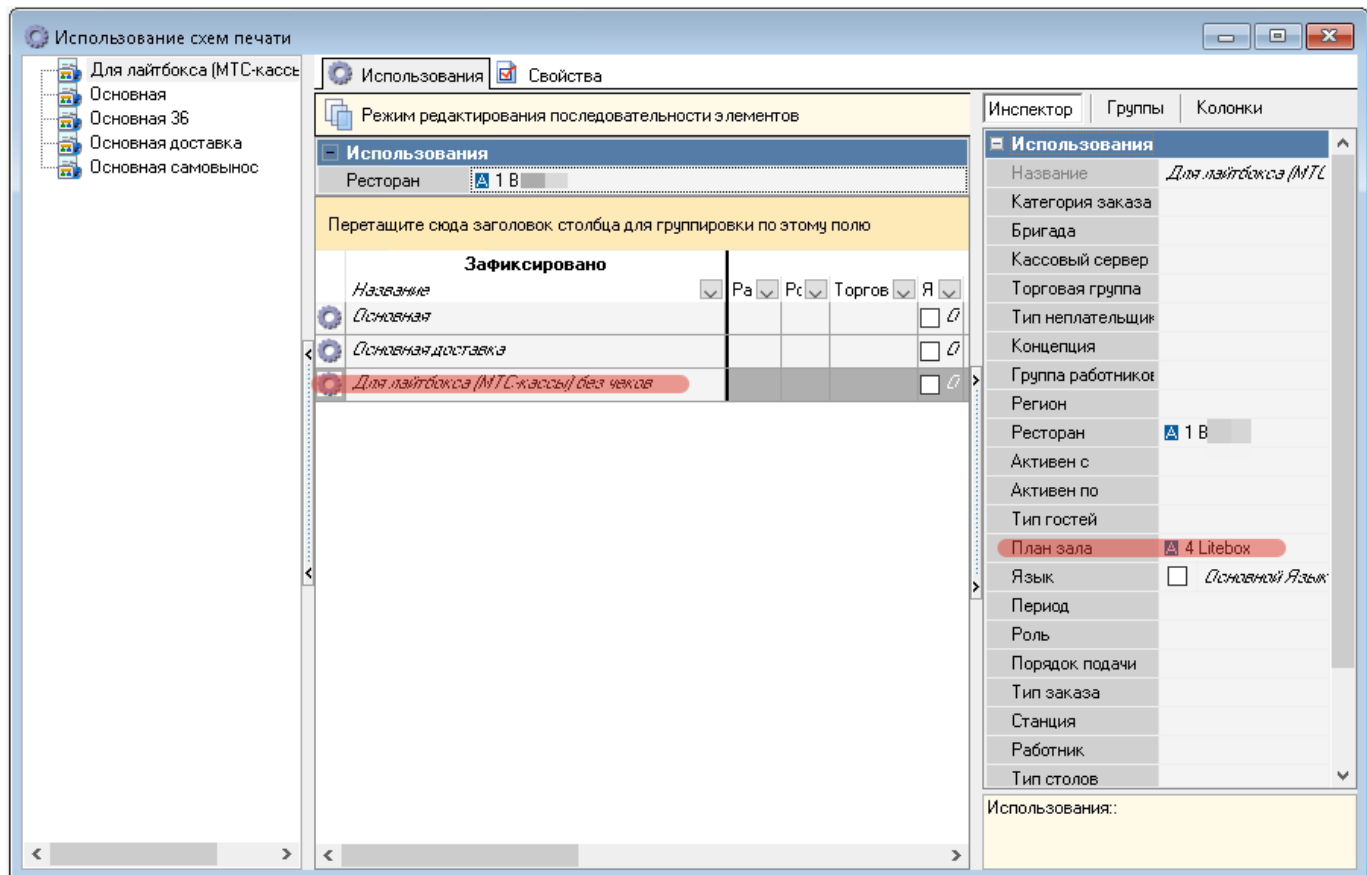 Использование схем печати
Для лайтбокса (МТС-кассы
Основная
Основная 36
Основная доставка
Основная самовынос
Использования
Свойства
Режим редактирования последовательности элементов
Использования
Ресторан 1 В
Перетащите сюда заголовок столбца для группировки по этому полю
Зафиксировано
Название Ра Рс Торгов Я
Основная
Основная доставка
Для лайтбокса (МТС-кассы) без чеков
Инспектор Группы Колонки
Использования
Название Для лайтбокса (МТС
Категория заказа
Бригада
Кассовый сервер
Торговая группа
Тип неплательщик
Концепция
Группа работников
Регион
Ресторан A 1 В
Активен с
Активен по
Тип гостей
План зала A 4 Litebox
Язык Основной Язык
Период
Роль
Порядок подачи
Тип заказа
Станция
Работник
Тип столов
Использования::